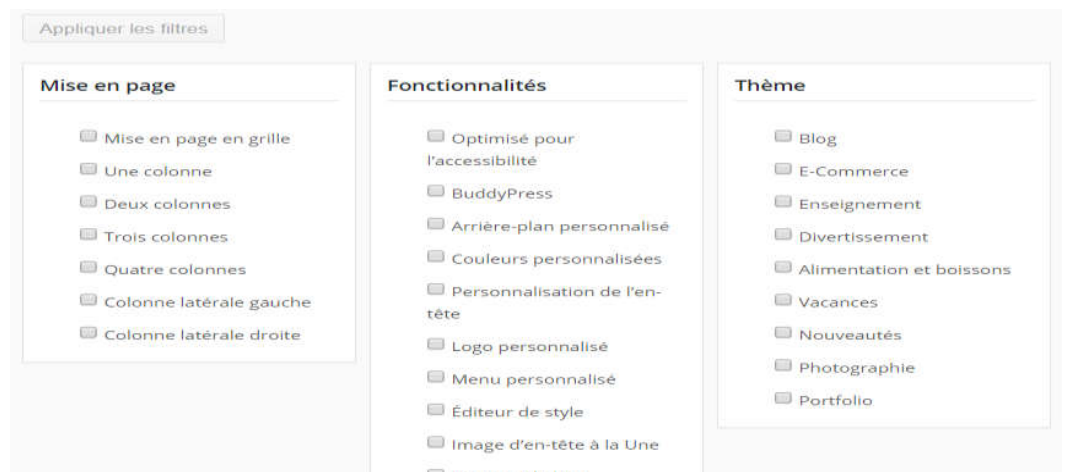 Appliquer les filtres
Mise en page
Mise en page en grille
Une colonne
Deux colonnes
Trois colonnes
Quatre colonnes
Colonne latérale gauche
Colonne latérale droite
Fonctionnalités
Optimisé pour
l'accessibilité
BuddyPress
Arrière-plan personnalisé
Couleurs personnalisées
Personnalisation de l'en-
tête
Logo personnalisé
Menu personnalisé
Éditeur de style
Image d'en-tête à la Une
Thème
Blog
E-Commerce
Enseignement
Divertissement
Alimentation et boissons
Vacances
Nouveautés
Photographie
Portfolio